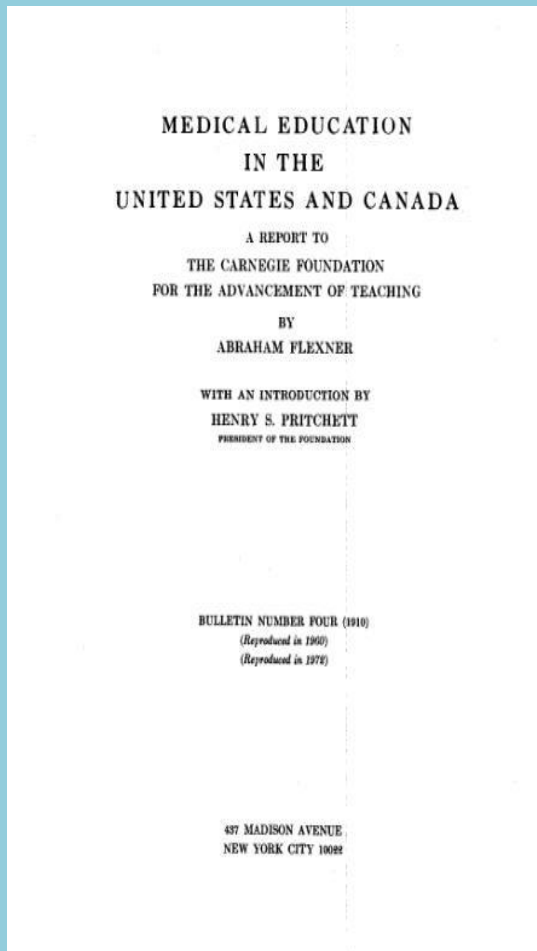 MEDICAL EDUCATION
IN THE
UNITED STATES AND CANADA
A REPORT TO
THE CARNEGIE FOUNDATION
FOR THE ADVANCEMENT OF TEACHING
BY
ABRAHAM FLEXNER
WITH AN INTRODUCTION BY
HENRY S. PRITCHETT
PRESIDENT OF THE FOUNDATION
BULLETIN NUMBER FOUR (1910)
(Reproduced in 1960)
(Reproduced in 1972)
437 MADISON AVENUE
NEW YORK CITY 10022